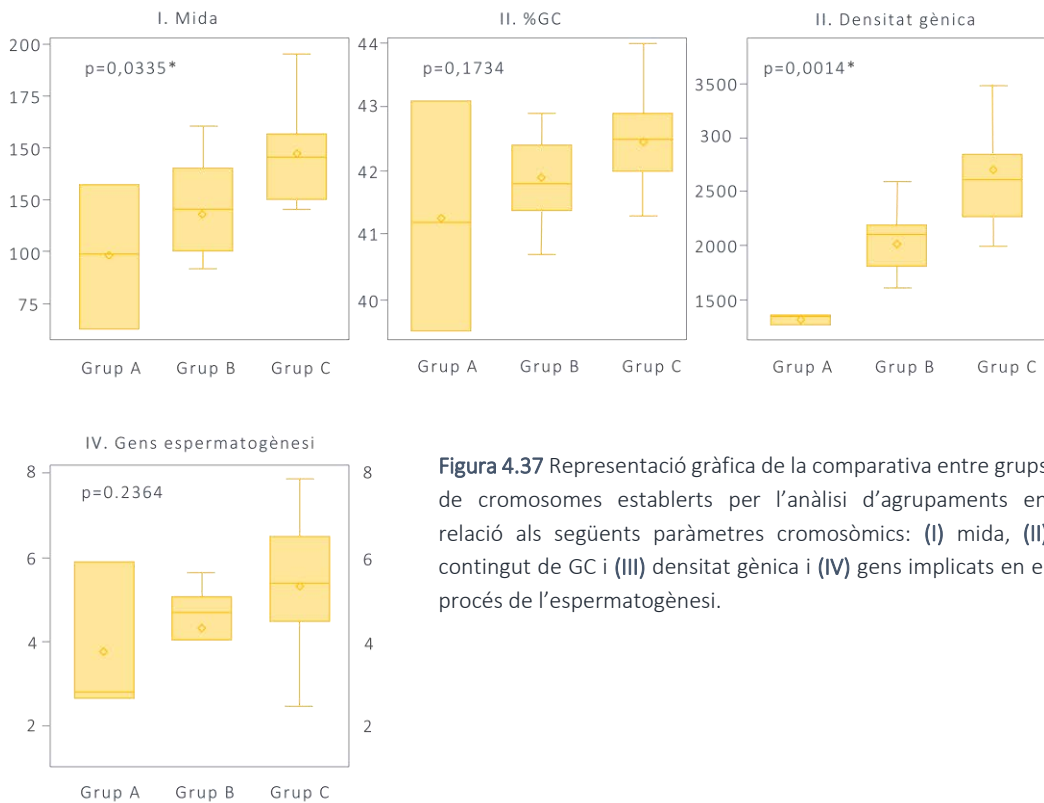 I. Mida
200
175
150
150
100
75
p=0,0335*
Grup A Grup B Grup C
II. %GC
44
43
42
41
40
p=0,1734
Grup A Grup B Grup C
II. Densitat gènica
3500
300
2500
2000
1500
p=0,0014*
Grup A Grup B Grup C
IV. Gens espermatogènesi
8
6
4
2
p=0.2364
8
6
4
2
Grup A Grup B Grup C
Figura 4.37 Representació gràfica de la comparativa entre grups
de cromosomes establerts per l’anàlisi d’agrupaments en
relació als següents paràmetres cromosòmics: (I) mida, (II)
contingut de GC i (III) densitat gènica i (IV) gens implicats en e
procés de l’espermatogènesi.